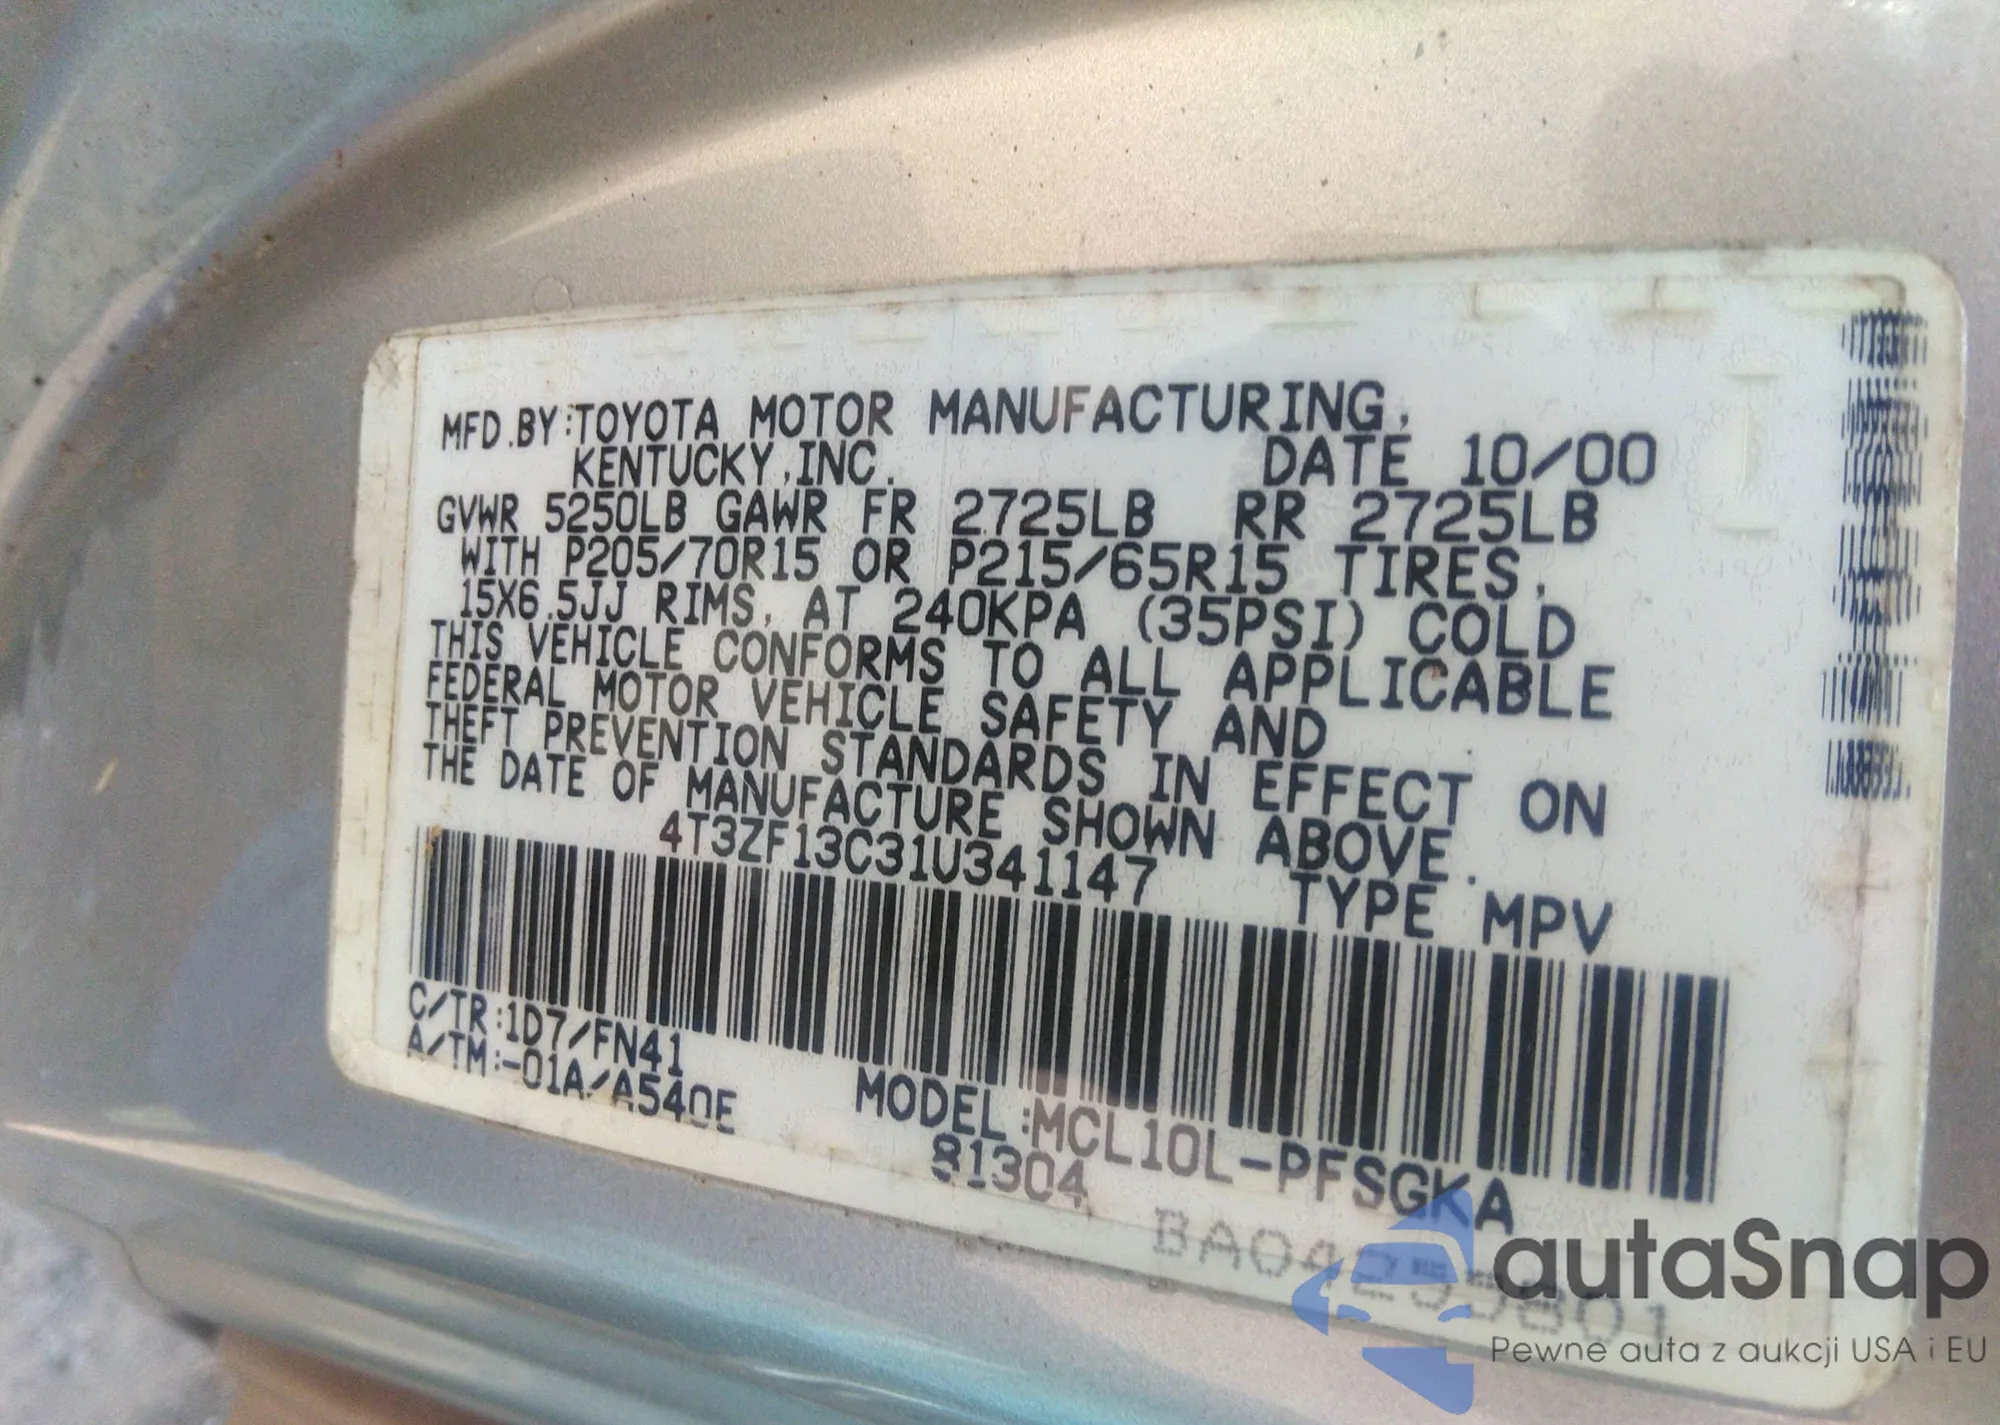 MFD.BY:TOYOTA MOTOR MANUFACTURING,
KENTUCKY,INC. DATE 10/00
GVWR 5250LB GAWR FR 2725LB RR 2725LB
WITH P205/70R15 OR P215/65R15 TIRES,
15X6.5JJ RIMS, AT 240KPA (35PSI) COLD
THIS VEHICLE CONFORMS TO ALL APPLICABLE
FEDERAL MOTOR VEHICLE SAFETY AND
THEFT PREVENTION STANDARDS IN EFFECT ON
THE DATE OF MANUFACTURE SHOWN ABOVE.
4T3ZF13C31U341147 TYPE MPV
C/TR:1D7/FN41
A/TM:-01A/A540E
MODEL:MCL10L-PFSGKA
81304
autaSnap
Pewne auta z aukcji USA i EU